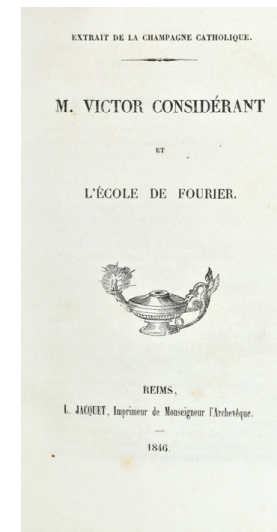 EXTRAIT DE LA CHAMPAGNE CATHOLIQUE.
M. VICTOR CONSIDÉRANT
ET
L'ÉCOLE DE FOURIER.
REIMS,
L. JACQUET, Imprimeur de Monseigneur l'Archevêque.
1846.